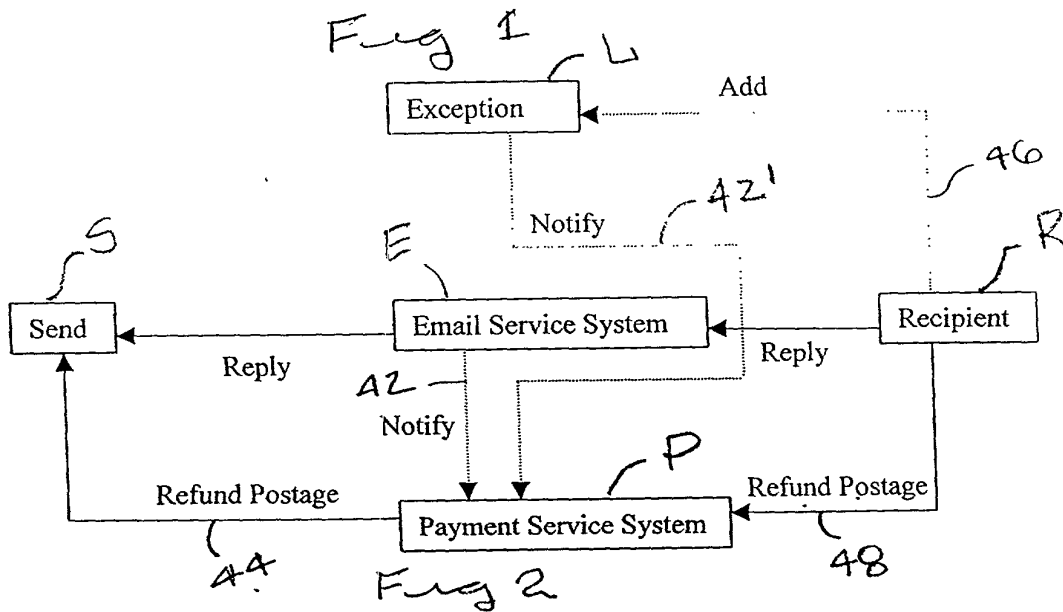 Fig 1
L
Exception
Add
46
42'
Notify
S
E
R
Send
Email Service System
Recipient
Reply
Reply
42
Notify
P
Refund Postage
Refund Postage
Payment Service System
44
48
Fig 2